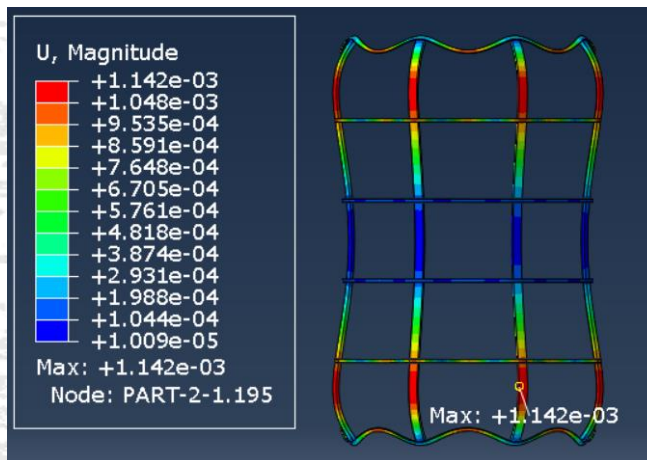 U, Magnitude
+1.142e-03
+1.048e-03
+9.535e-04
+8.591e-04
+7.648e-04
+6.705e-04
+5.761e-04
+4.818e-04
+3.874e-04
+2.931e-04
+1.988e-04
+1.044e-04
+1.009e-05
Max: +1.142e-03
Node: PART-2-1.195
Max: +1.142e-03